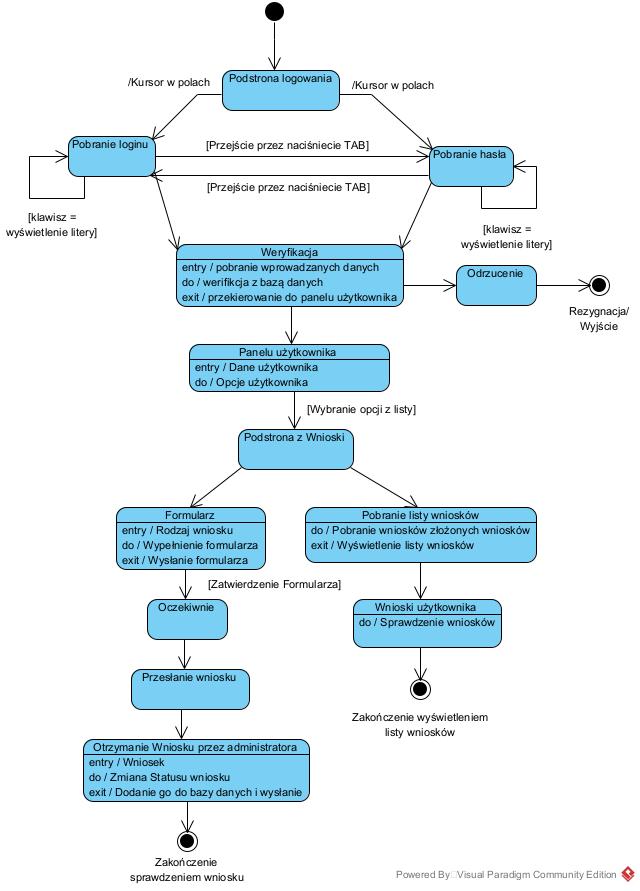 Podstrona logowania
/Kursor w polach
/Kursor w polach
Pobranie loginu
[Przejście przez naciśniecie TAB]
Pobranie hasła
[Przejście przez naciśniecie TAB]
[klawisz =
wyświetlenie litery]
[klawisz =
wyświetlenie litery]
Weryfikacja
entry / pobranie wprowadzanych danych
do / werifkcja z bazą danych
exit / przekierowanie do panelu użytkownika
Odrzucenie
Rezygnacja/
Wyjście
Panelu użytkownika
entry / Dane użytkownika
do / Opcje użytkownika
[Wybranie opcji z listy]
Podstrona z Wnioski
Formularz
entry / Rodzaj wniosku
do / Wypełnienie formularza
exit / Wysłanie formularza
Pobranie listy wniosków
do / Pobranie wniosków złożonych wniosków
exit / Wyświetlenie listy wniosków
[Zatwierdzenie Formularza]
Oczekiwnie
Wnioski użytkownika
do / Sprawdzenie wniosków
Przesłanie wniosku
Zakończenie wyświetleniem
listy wniosków
Otrzymanie Wniosku przez administratora
entry / Wniosek
do / Zmiana Statusu wniosku
exit / Dodanie go do bazy danych i wysłanie
Zakończenie
sprawdzeniem wniosku
Powered By Visual Paradigm Community Edition